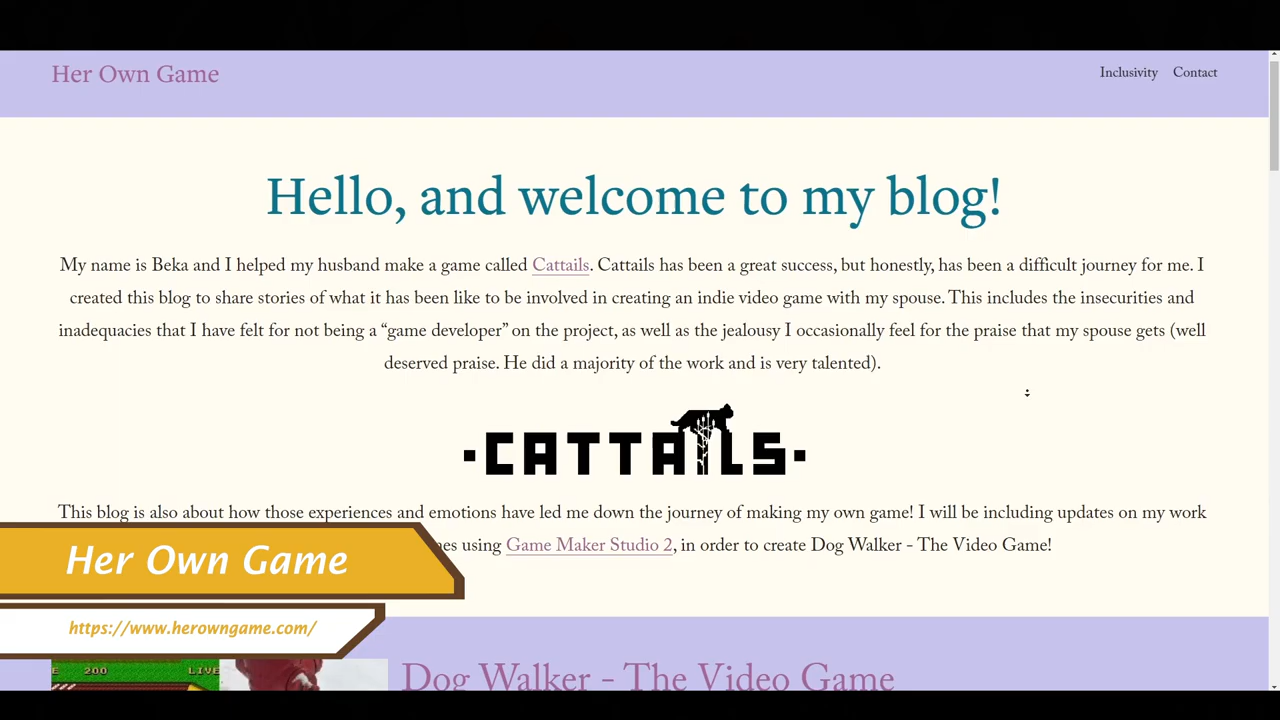 Her Own Game
Inclusivity Contact
Hello, and welcome to my blog!
My name is Beka and I helped my husband make a game called Cattails. Cattails has been a great success, but honestly, has been a difficult journey for me. I
created this blog to share stories of what it has been like to be involved in creating an indie video game with my spouse. This includes the insecurities and
inadequacies that I have felt for not being a “game developer” on the project, as well as the jealousy I occasionally feel for the praise that my spouse gets (well
deserved praise. He did a majority of the work and is very talented).
·CATTAILS·
This blog is also about how those experiences and emotions have led me down the journey of making my own game! I will be including updates on my work
using Game Maker Studio 2, in order to create Dog Walker - The Video Game!
Her Own Game
https://www.herowngame.com/
200 LIVE
Dog Walker - The Video Game